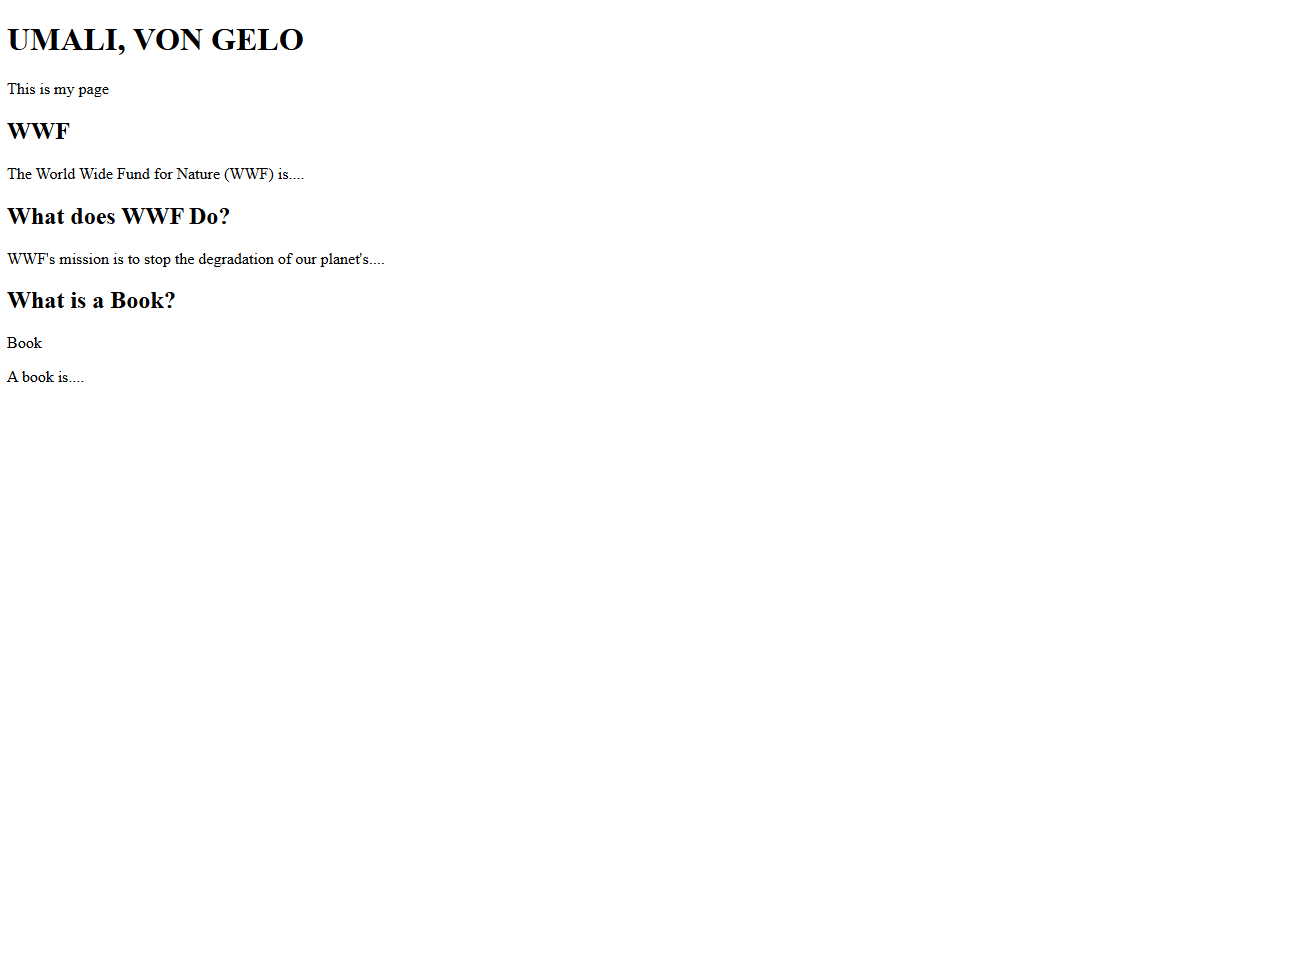 UMALI, VON GELO
This is my page
WWF
The World Wide Fund for Nature (WWF) is....
What does WWF Do?
WWF's mission is to stop the degradation of our planet's....
What is a Book?
Book
A book is....